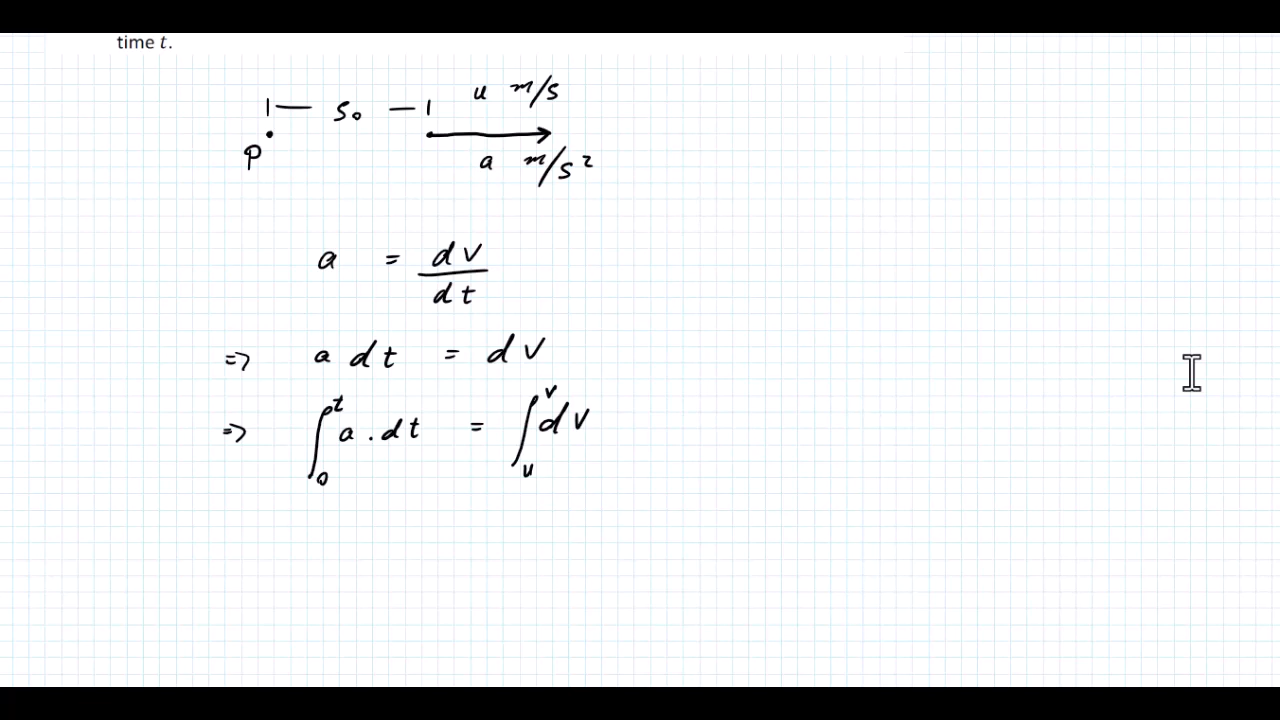 time t.
|— s₀ —| u m/s
P a m/s²
a = dv/dt
=> a dt = dv
=> ∫₀ᵗ a . dt = ∫ᵤᵛ dv